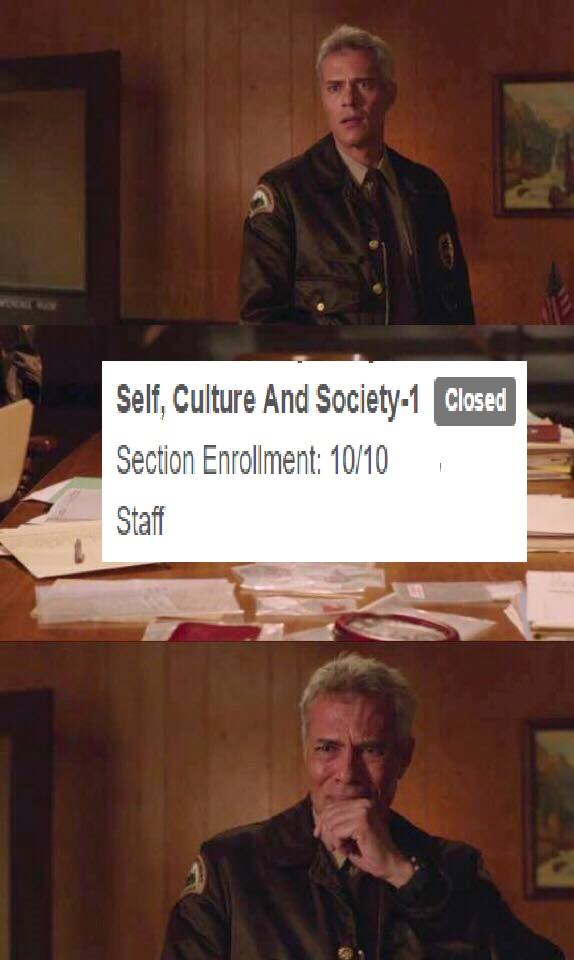 Self, Culture And Society-1 Closed
Section Enrollment: 10/10
Staff